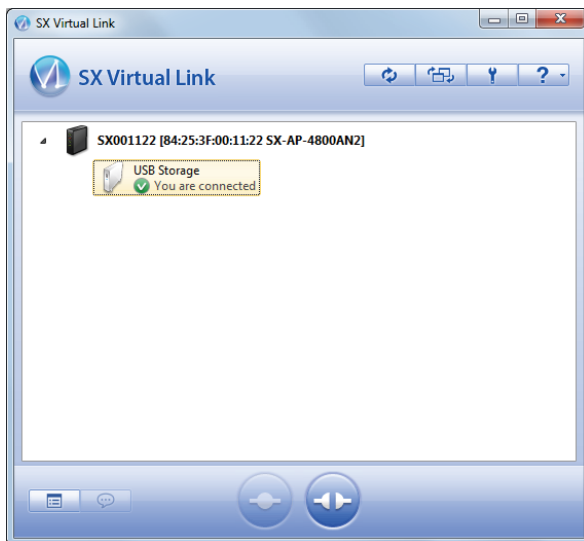 SX Virtual Link
SX Virtual Link
?
SX001122 [84:25:3F:00:11:22 SX-AP-4800AN2]
USB Storage
You are connected